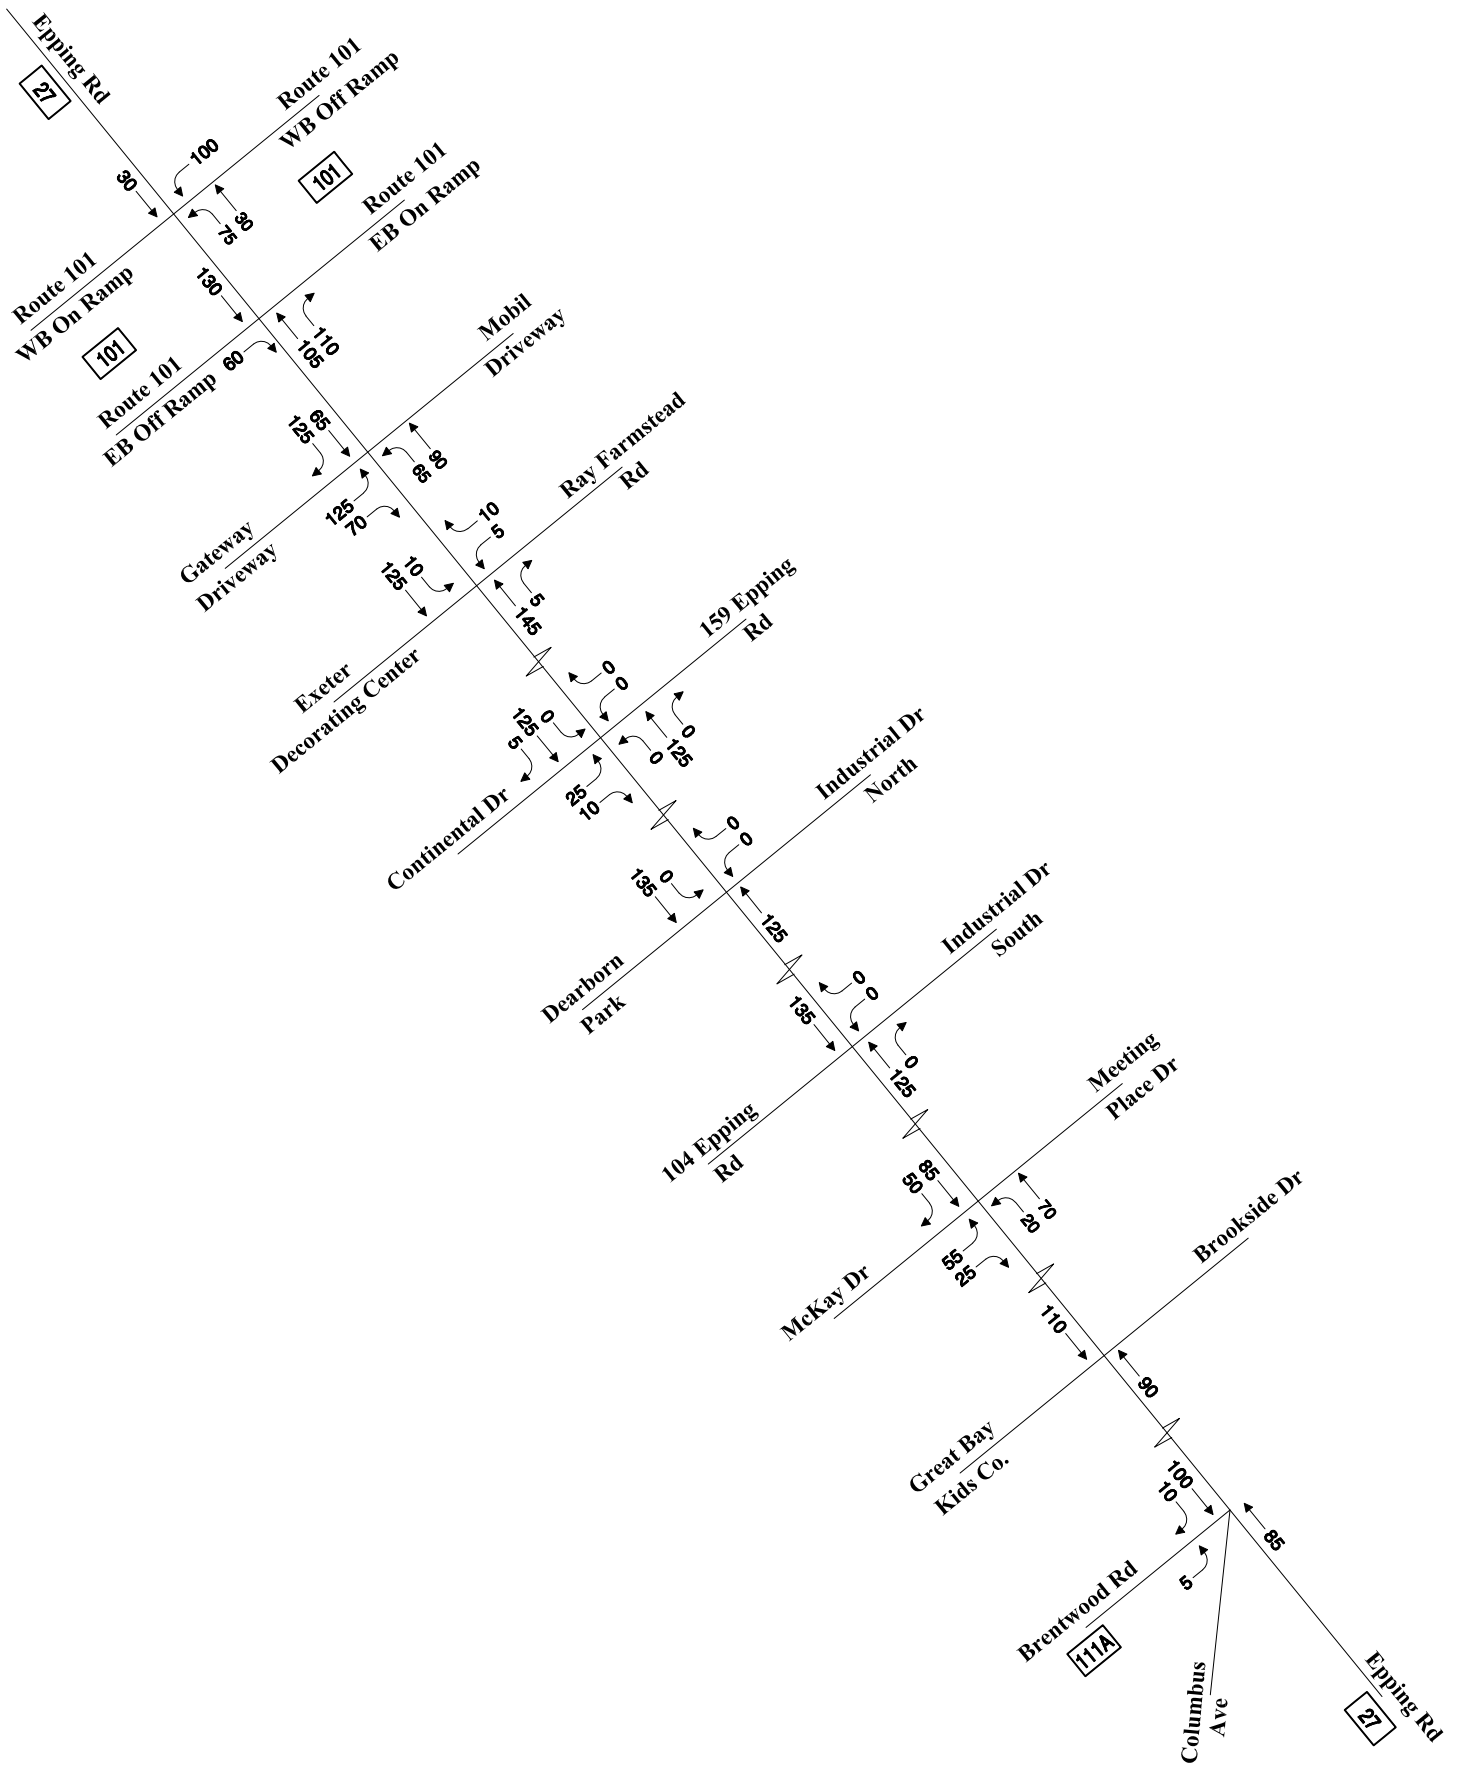 Epping Rd
27
Route 101
WB Off Ramp
101
100
30
30
75
Route 101
WB On Ramp
101
Route 101
EB On Ramp
130
110
105
60
Route 101
EB Off Ramp
Mobil
Driveway
65
125
90
65
125
70
Gateway
Driveway
Ray Farmstead
Rd
10
5
10
125
5
145
Exeter
Decorating Center
159 Epping
Rd
0
0
0
125
5
0
125
0
25
10
Continental Dr
Industrial Dr
North
0
0
0
135
125
Dearborn
Park
Industrial Dr
South
0
0
135
0
125
104 Epping
Rd
Meeting
Place Dr
85
50
70
20
55
25
McKay Dr
Brookside Dr
110
90
Great Bay
Kids Co.
100
10
85
5
Brentwood Rd
111A
Columbus
Ave
Epping Rd
27